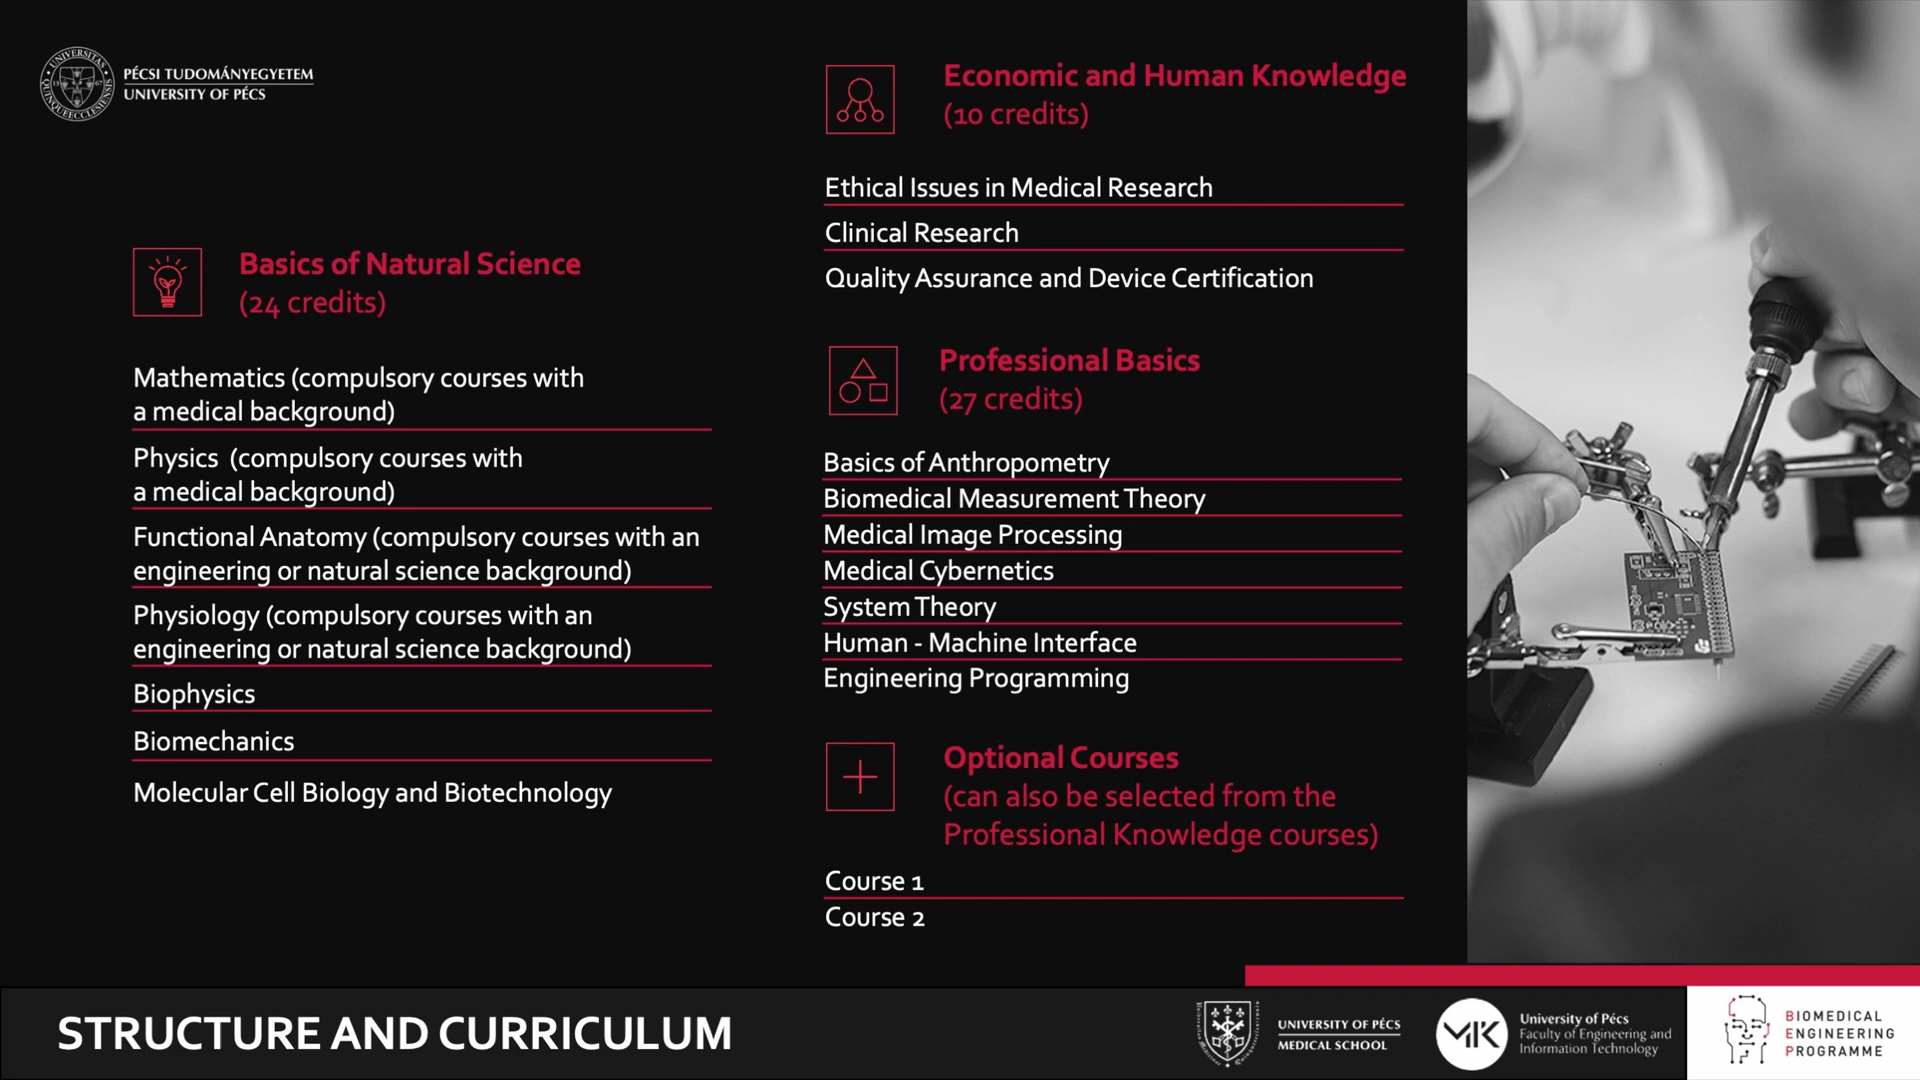 PÉCSI TUDOMÁNYEGYETEM
UNIVERSITY OF PÉCS
Basics of Natural Science
(24 credits)
Mathematics (compulsory courses with
a medical background)
Physics (compulsory courses with
a medical background)
Functional Anatomy (compulsory courses with an
engineering or natural science background)
Physiology (compulsory courses with an
engineering or natural science background)
Biophysics
Biomechanics
Molecular Cell Biology and Biotechnology
Economic and Human Knowledge
(10 credits)
Ethical Issues in Medical Research
Clinical Research
Quality Assurance and Device Certification
Professional Basics
(27 credits)
Basics of Anthropometry
Biomedical Measurement Theory
Medical Image Processing
Medical Cybernetics
System Theory
Human - Machine Interface
Engineering Programming
Optional Courses
(can also be selected from the
Professional Knowledge courses)
Course 1
Course 2
STRUCTURE AND CURRICULUM
UNIVERSITY OF PÉCS
MEDICAL SCHOOL
MIK
University of Pécs
Faculty of Engineering and
Information Technology
BIOMEDICAL
ENGINEERING
PROGRAMME